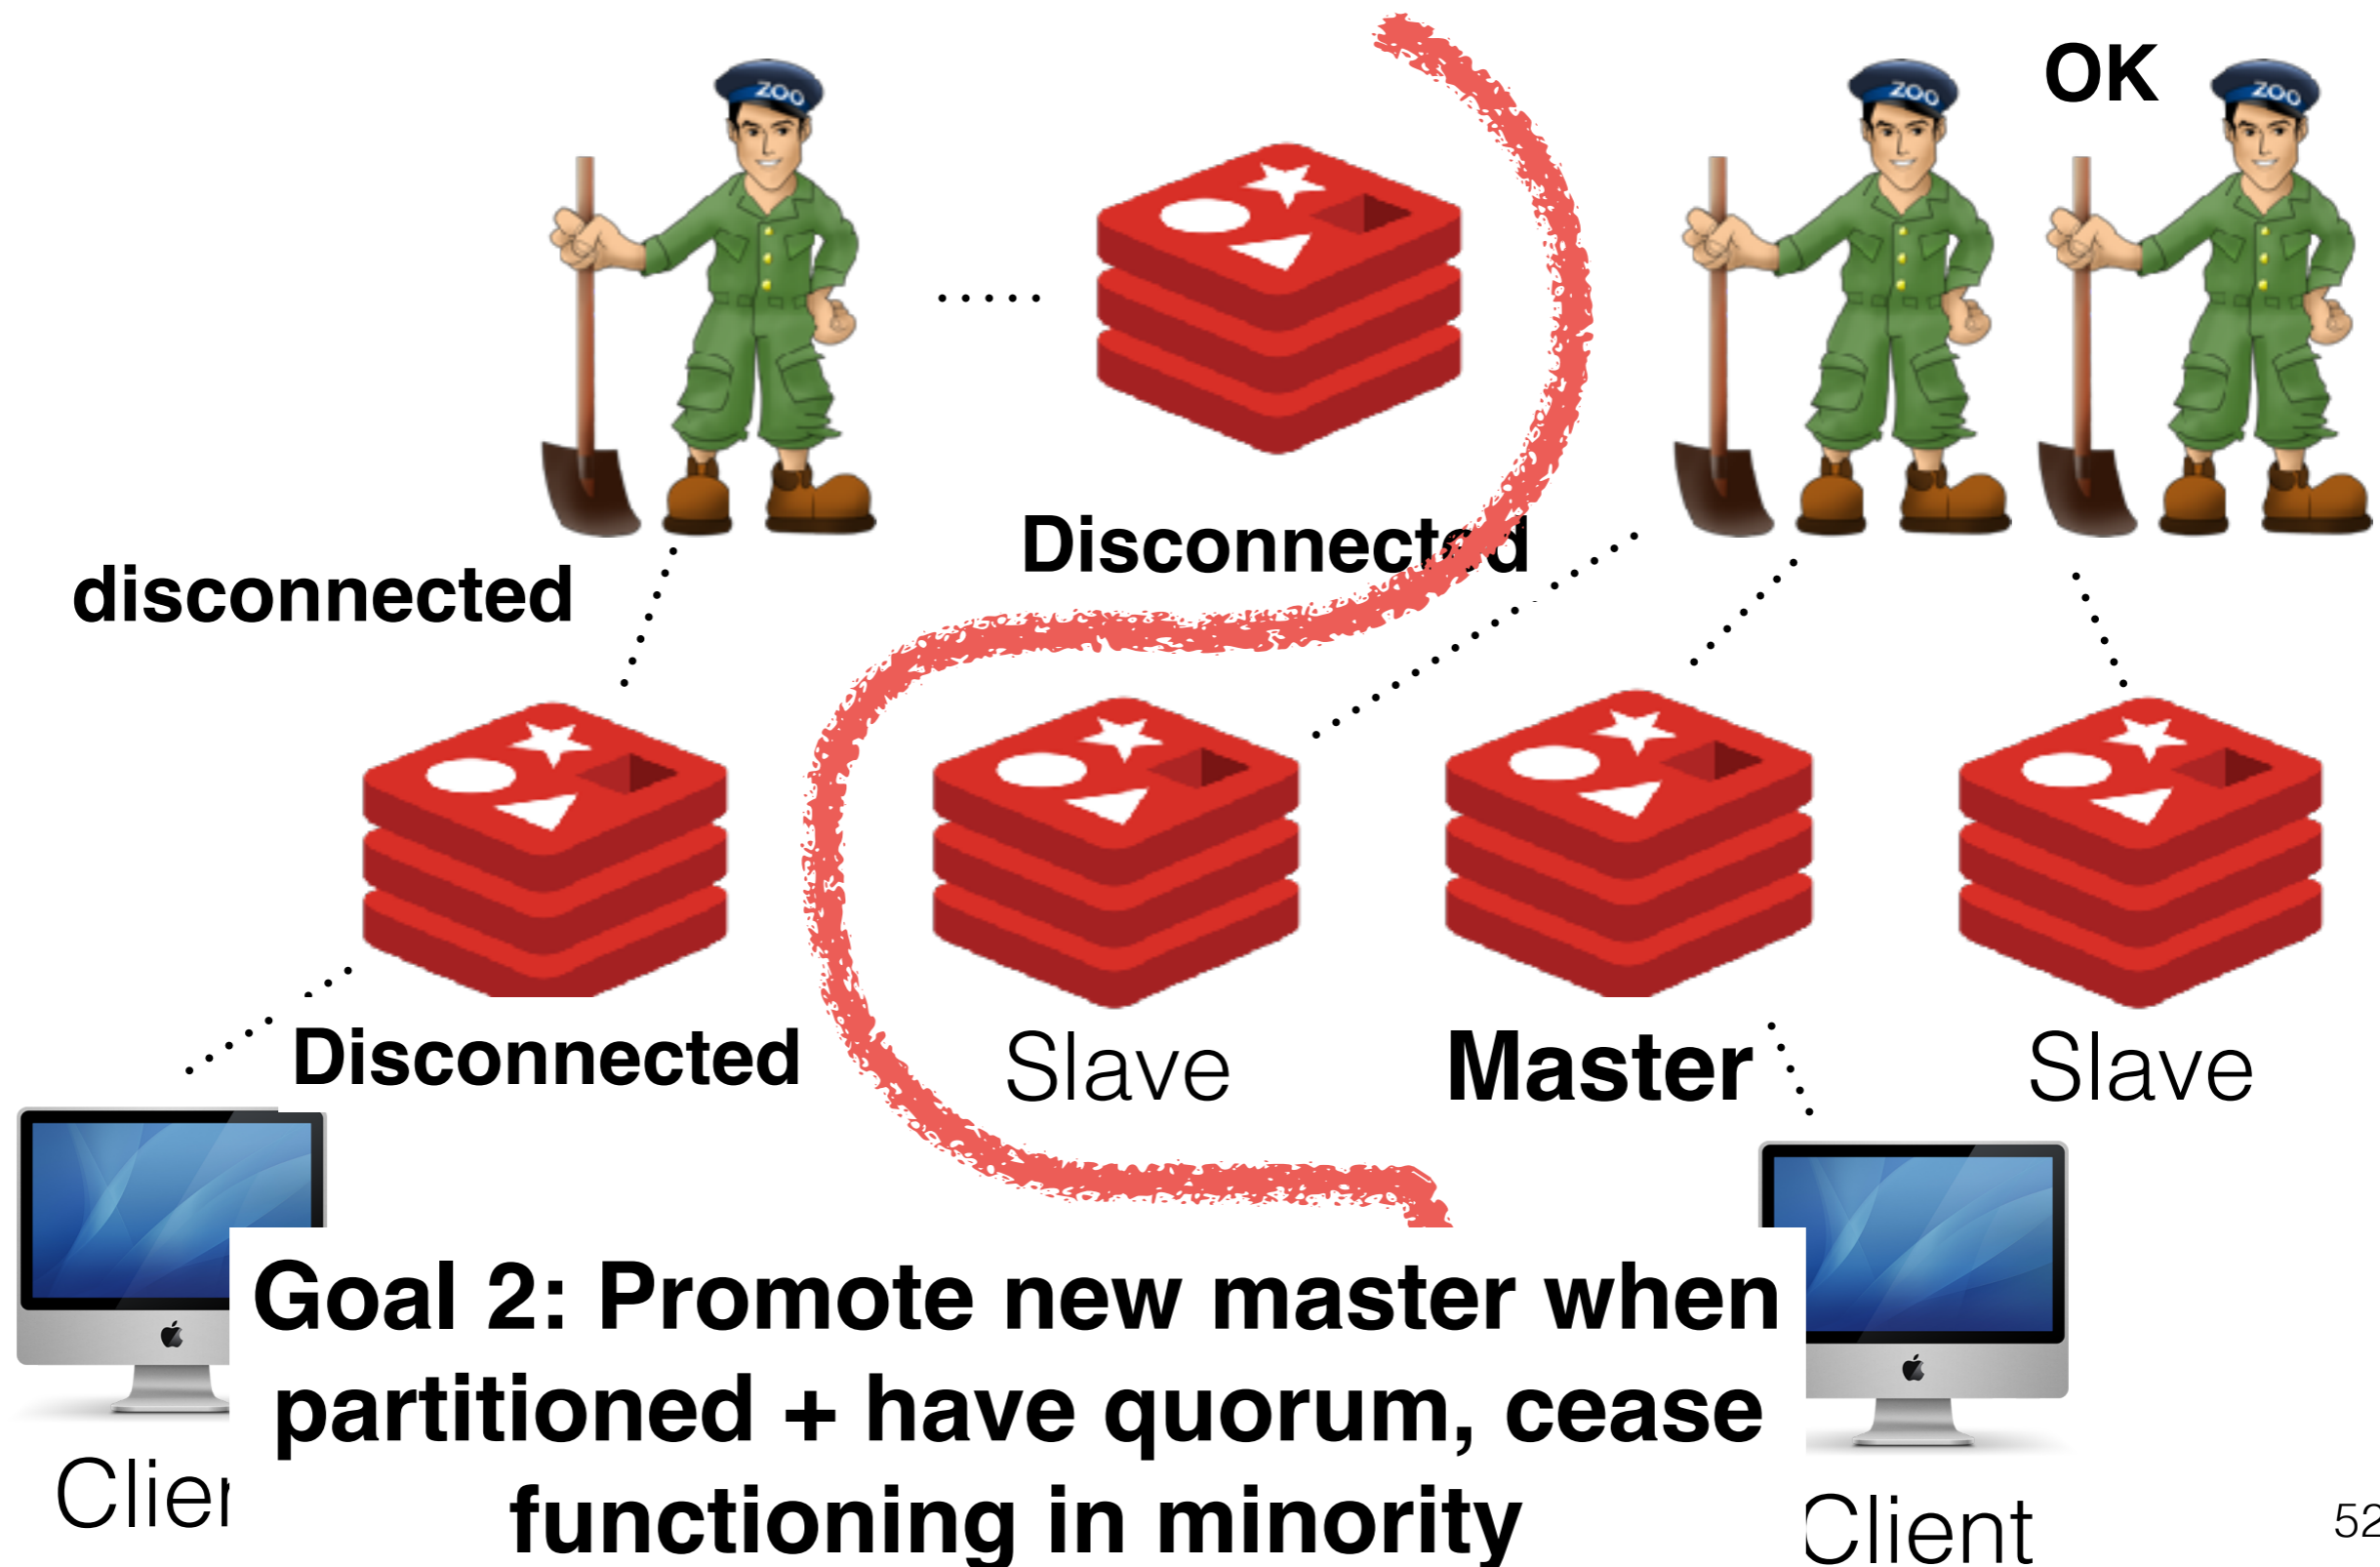 ZOO
ZOO
OK
ZOO
Disconnected
disconnected
Disconnected
Slave
Master
Slave
Goal 2: Promote new master when
partitioned + have quorum, cease
functioning in minority
Clier
Client
52